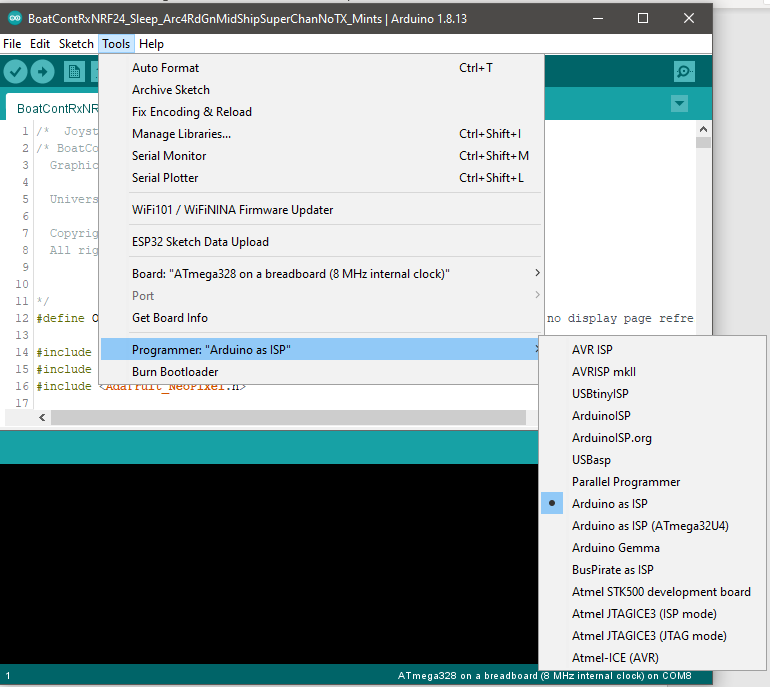 BoatContRxNRF24_Sleep_Arc4RdGnMidShipSuperChanNoTX_Mints | Arduino 1.8.13
File Edit Sketch Tools Help
Auto Format Ctrl+T
Archive Sketch
Fix Encoding & Reload
Manage Libraries... Ctrl+Shift+I
Serial Monitor Ctrl+Shift+M
Serial Plotter Ctrl+Shift+L
WiFi101 / WiFiNINA Firmware Updater
ESP32 Sketch Data Upload
Board: "ATmega328 on a breadboard (8 MHz internal clock)"
Port
Get Board Info
Programmer: "Arduino as ISP"
Burn Bootloader
BoatContRxNR
1 /* Joyst
2 /* BoatCo
3 Graphic
4
5 Univers
6
7 Copyrig
8 All rig
9
10
11 */
12 #define O no display page refre
13
14 #include
15 #include
16 #include <Adafruit_NeoPixel.h>
17
AVR ISP
AVRISP mkII
USBtinyISP
ArduinoISP
ArduinoISP.org
USBasp
Parallel Programmer
Arduino as ISP
Arduino as ISP (ATmega32U4)
Arduino Gemma
BusPirate as ISP
Atmel STK500 development board
Atmel JTAGICE3 (ISP mode)
Atmel JTAGICE3 (JTAG mode)
Atmel-ICE (AVR)
1 ATmega328 on a breadboard (8 MHz internal clock) on COM8